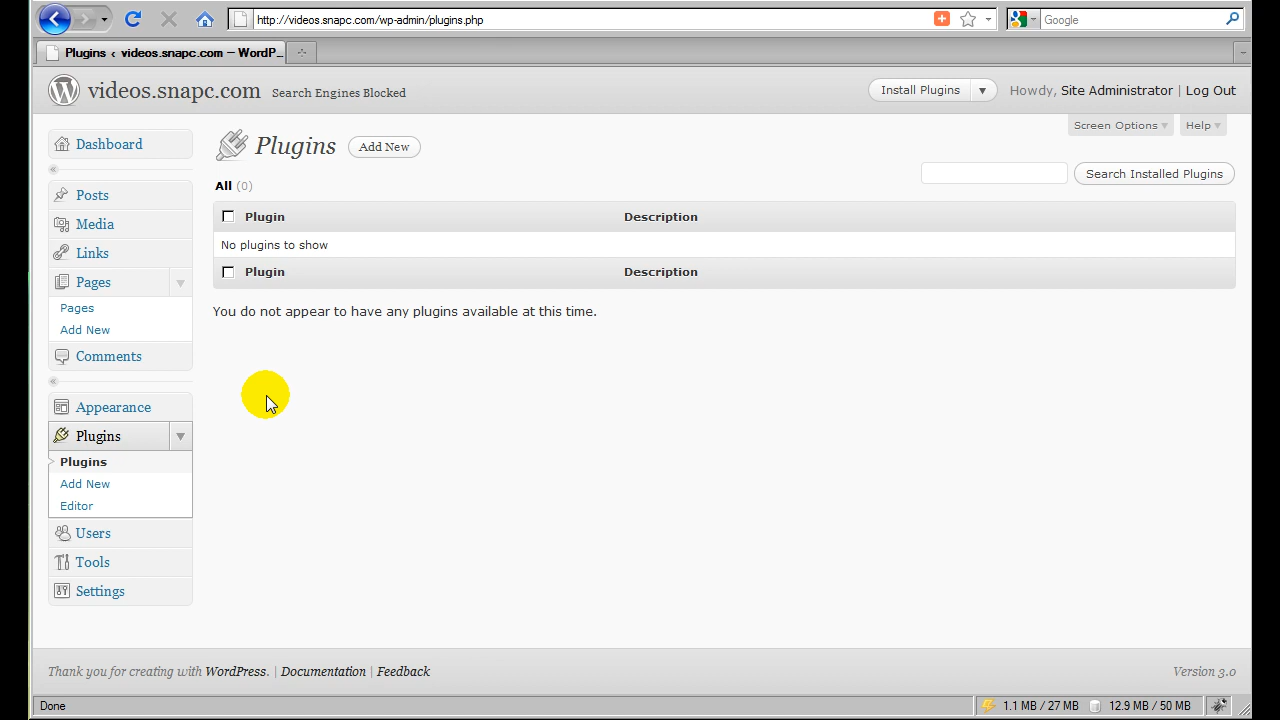 http://videos.snapc.com/wp-admin/plugins.php
Google
Plugins ‹ videos.snapc.com — WordP...
videos.snapc.com Search Engines Blocked
Install Plugins
Howdy, Site Administrator | Log Out
Screen Options
Help
Dashboard
Posts
Media
Links
Pages
Pages
Add New
Comments
Appearance
Plugins
Plugins
Add New
Editor
Users
Tools
Settings
Plugins Add New
Search Installed Plugins
All (0)
Plugin Description
No plugins to show
Plugin Description
You do not appear to have any plugins available at this time.
Thank you for creating with WordPress. | Documentation | Feedback
Version 3.0
Done
1.1 MB / 27 MB
12.9 MB / 50 MB